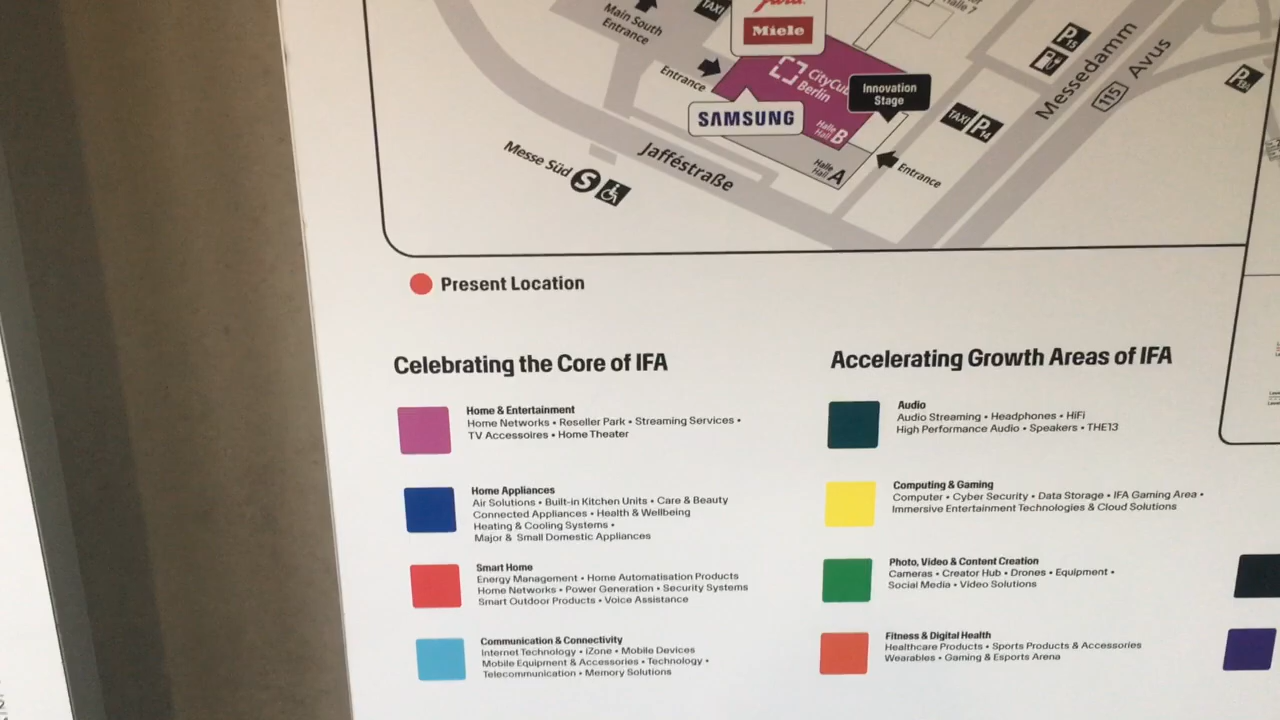 Main South
Entrance
TAXI
Miele
Halle 7
Entrance
CityCube
Berlin
Innovation
Stage
SAMSUNG
Halle
Hall B
Halle
Hall A
Entrance
TAXI P14
P15
Messedamm
115 Avus
Messe Süd S
Jafféstraße
Present Location
Celebrating the Core of IFA
Home & Entertainment
Home Networks • Reseller Park • Streaming Services •
TV Accessoires • Home Theater
Home Appliances
Air Solutions • Built-in Kitchen Units • Care & Beauty
Connected Appliances • Health & Wellbeing
Heating & Cooling Systems •
Major & Small Domestic Appliances
Smart Home
Energy Management • Home Automatisation Products
Home Networks • Power Generation • Security Systems
Smart Outdoor Products • Voice Assistance
Communication & Connectivity
Internet Technology • iZone • Mobile Devices
Mobile Equipment & Accessories • Technology •
Telecommunication • Memory Solutions
Accelerating Growth Areas of IFA
Audio
Audio Streaming • Headphones • HiFi
High Performance Audio • Speakers • THE13
Computing & Gaming
Computer • Cyber Security • Data Storage • IFA Gaming Area •
Immersive Entertainment Technologies & Cloud Solutions
Photo, Video & Content Creation
Cameras • Creator Hub • Drones • Equipment •
Social Media • Video Solutions
Fitness & Digital Health
Healthcare Products • Sports Products & Accessories
Wearables • Gaming & Esports Arena